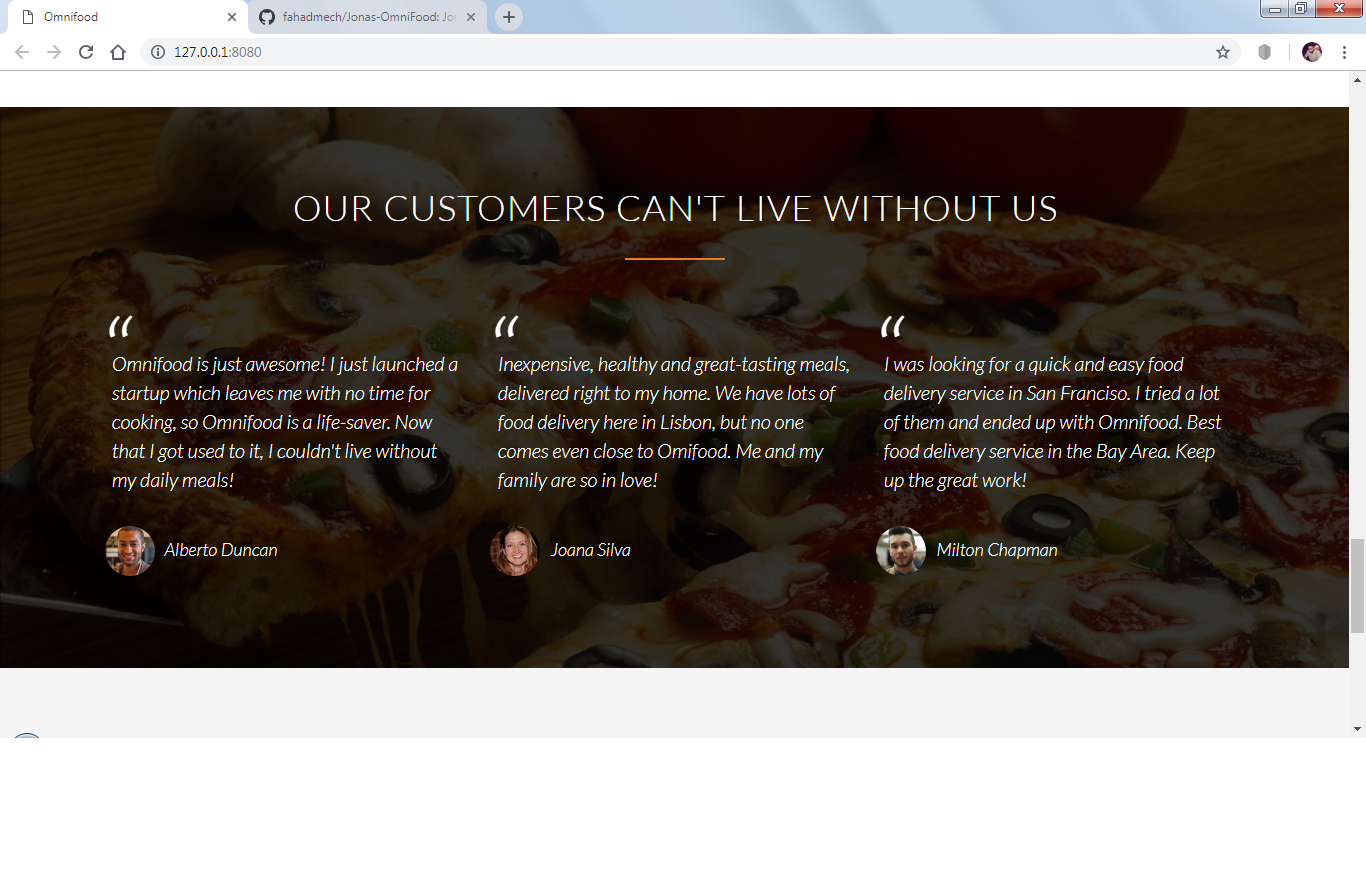 Omnifood
fahadmech/Jonas-OmniFood: Jo
127.0.0.1:8080
OUR CUSTOMERS CAN'T LIVE WITHOUT US
“
Omnifood is just awesome! I just launched a
startup which leaves me with no time for
cooking, so Omnifood is a life-saver. Now
that I got used to it, I couldn't live without
my daily meals!
Alberto Duncan
“
Inexpensive, healthy and great-tasting meals,
delivered right to my home. We have lots of
food delivery here in Lisbon, but no one
comes even close to Omifood. Me and my
family are so in love!
Joana Silva
“
I was looking for a quick and easy food
delivery service in San Franciso. I tried a lot
of them and ended up with Omnifood. Best
food delivery service in the Bay Area. Keep
up the great work!
Milton Chapman